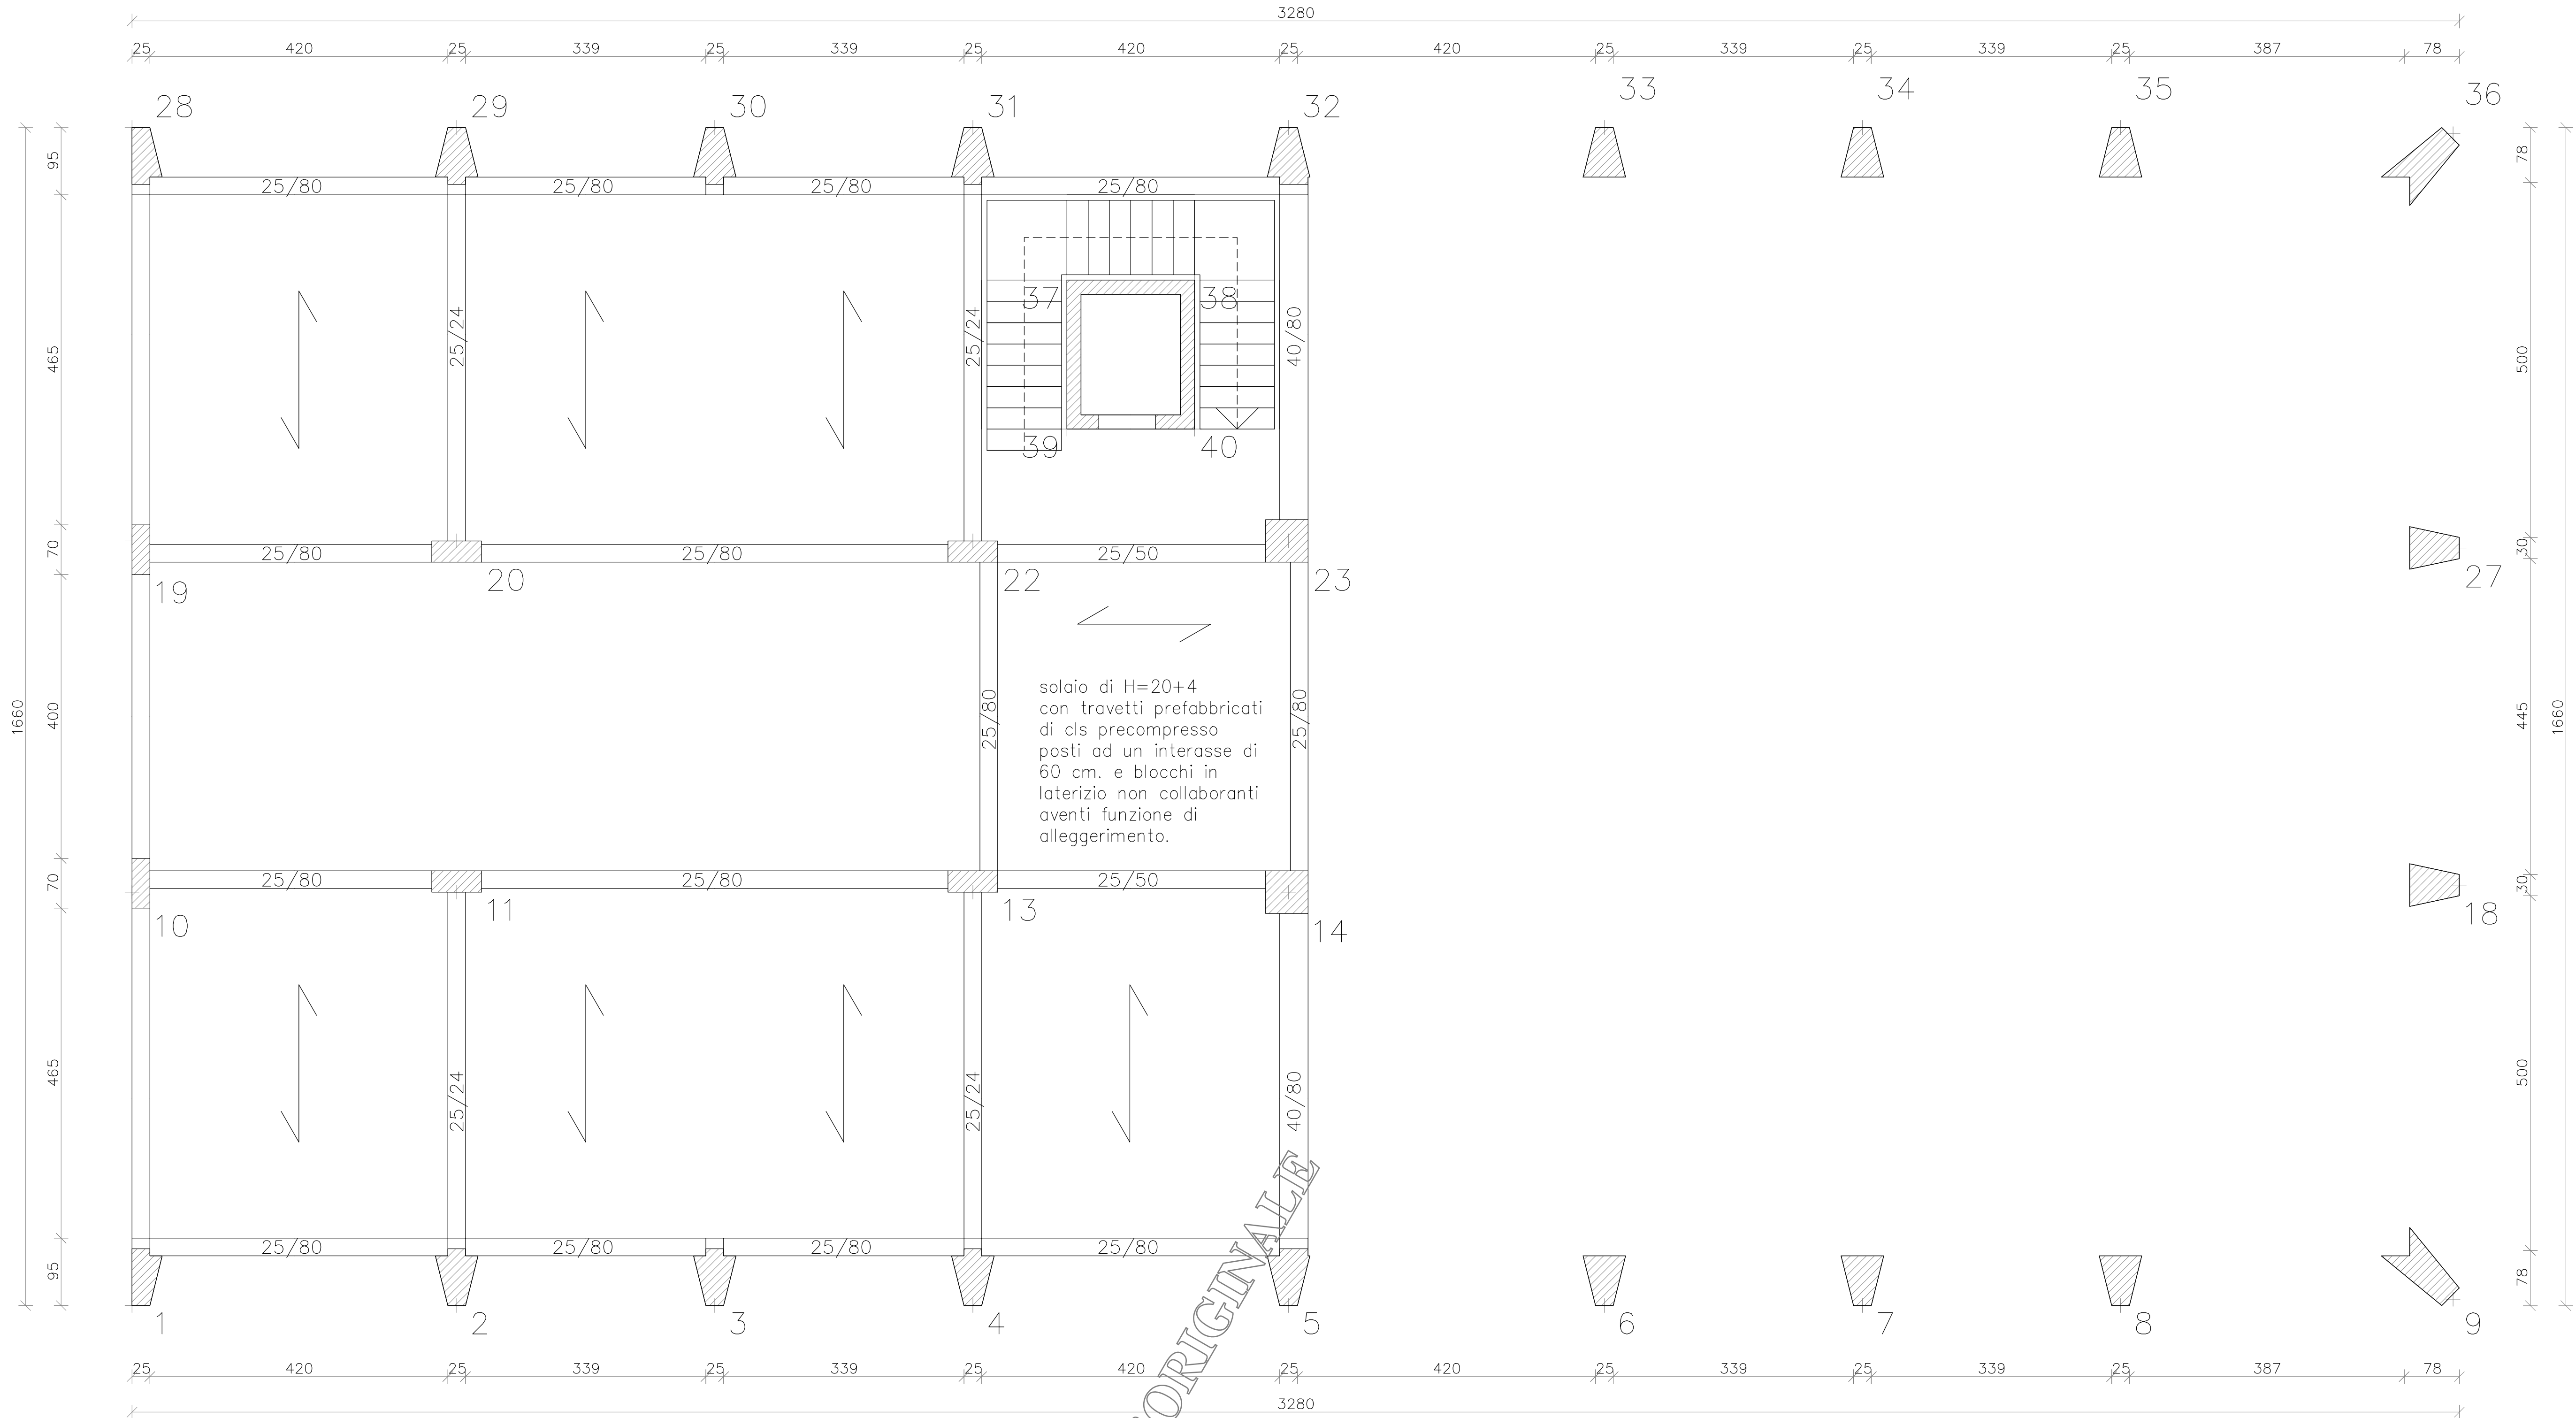 3280
25 420 25 339 25 339 25 420 25 420 25 339 25 339 25 387 78
33 34 35
36
28 29 30 31 32
95 78
25/80 25/80 25/80 25/80
37 38
465 25/24 25/24 40/80 500
39 40
70 25/80 25/80 25/50 30
19 20 22 23 27
1660 400 445 1660
25/80 25/80
solaio di H=20+4
con travetti prefabbricati
di cls precompresso
posti ad un interasse di
60 cm. e blocchi in
laterizio non collaboranti
aventi funzione di
alleggerimento.
70 25/80 25/80 25/50 30
10 11 13 14 18
465 25/24 25/24 40/80 500
25/80 25/80 25/80 25/80
95 78
1 2 3 4 5 6 7 8 9
ORIGINALE
25 420 25 339 25 339 25 420 25 420 25 339 25 339 25 387 78
3280